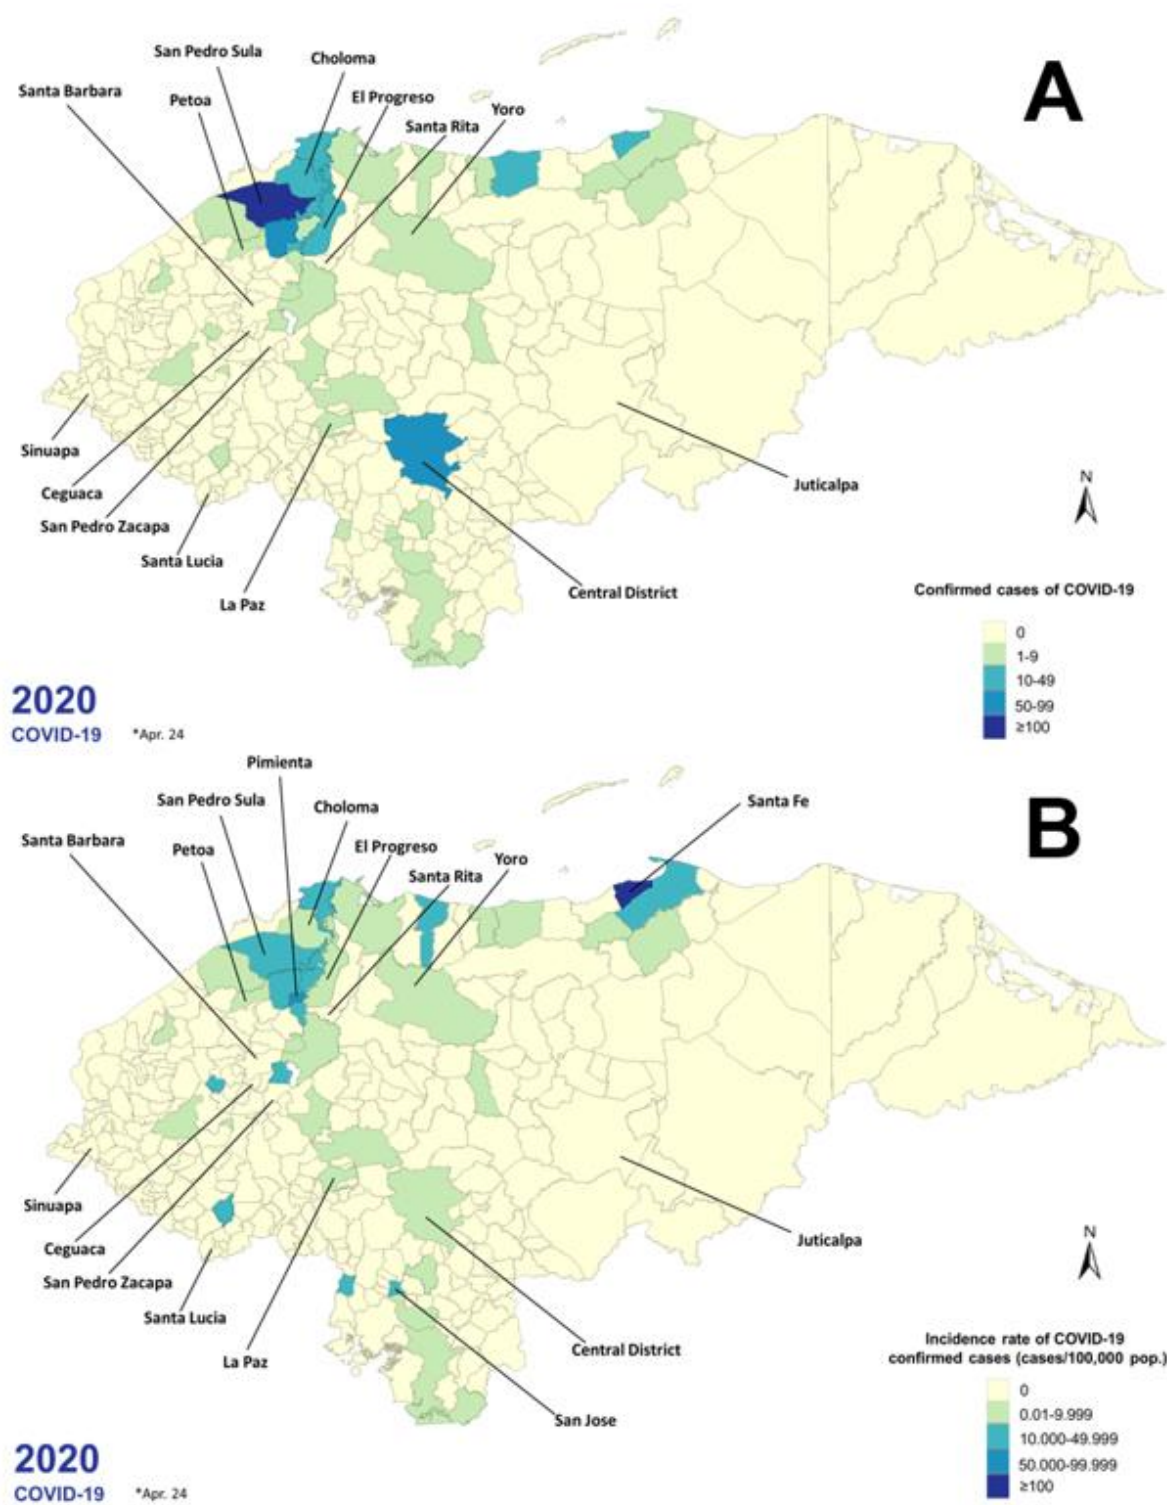 San Pedro Sula
Choloma
A
Santa Barbara
Petoa
El Progreso
Yoro
Santa Rita
Sinuapa
Ceguaca
Juticalpa
N
San Pedro Zacapa
Santa Lucia
La Paz
Central District
Confirmed cases of COVID-19
0
1-9
10-49
50-99
≥100
2020
COVID-19
*Apr. 24
Pimienta
San Pedro Sula
Choloma
Santa Fe
B
Santa Barbara
Petoa
El Progreso
Yoro
Santa Rita
Sinuapa
Ceguaca
Juticalpa
N
San Pedro Zacapa
Santa Lucia
La Paz
Central District
San Jose
Incidence rate of COVID-19
confirmed cases (cases/100,000 pop.)
0
0.01-9.999
10.000-49.999
50.000-99.999
≥100
2020
COVID-19
*Apr. 24